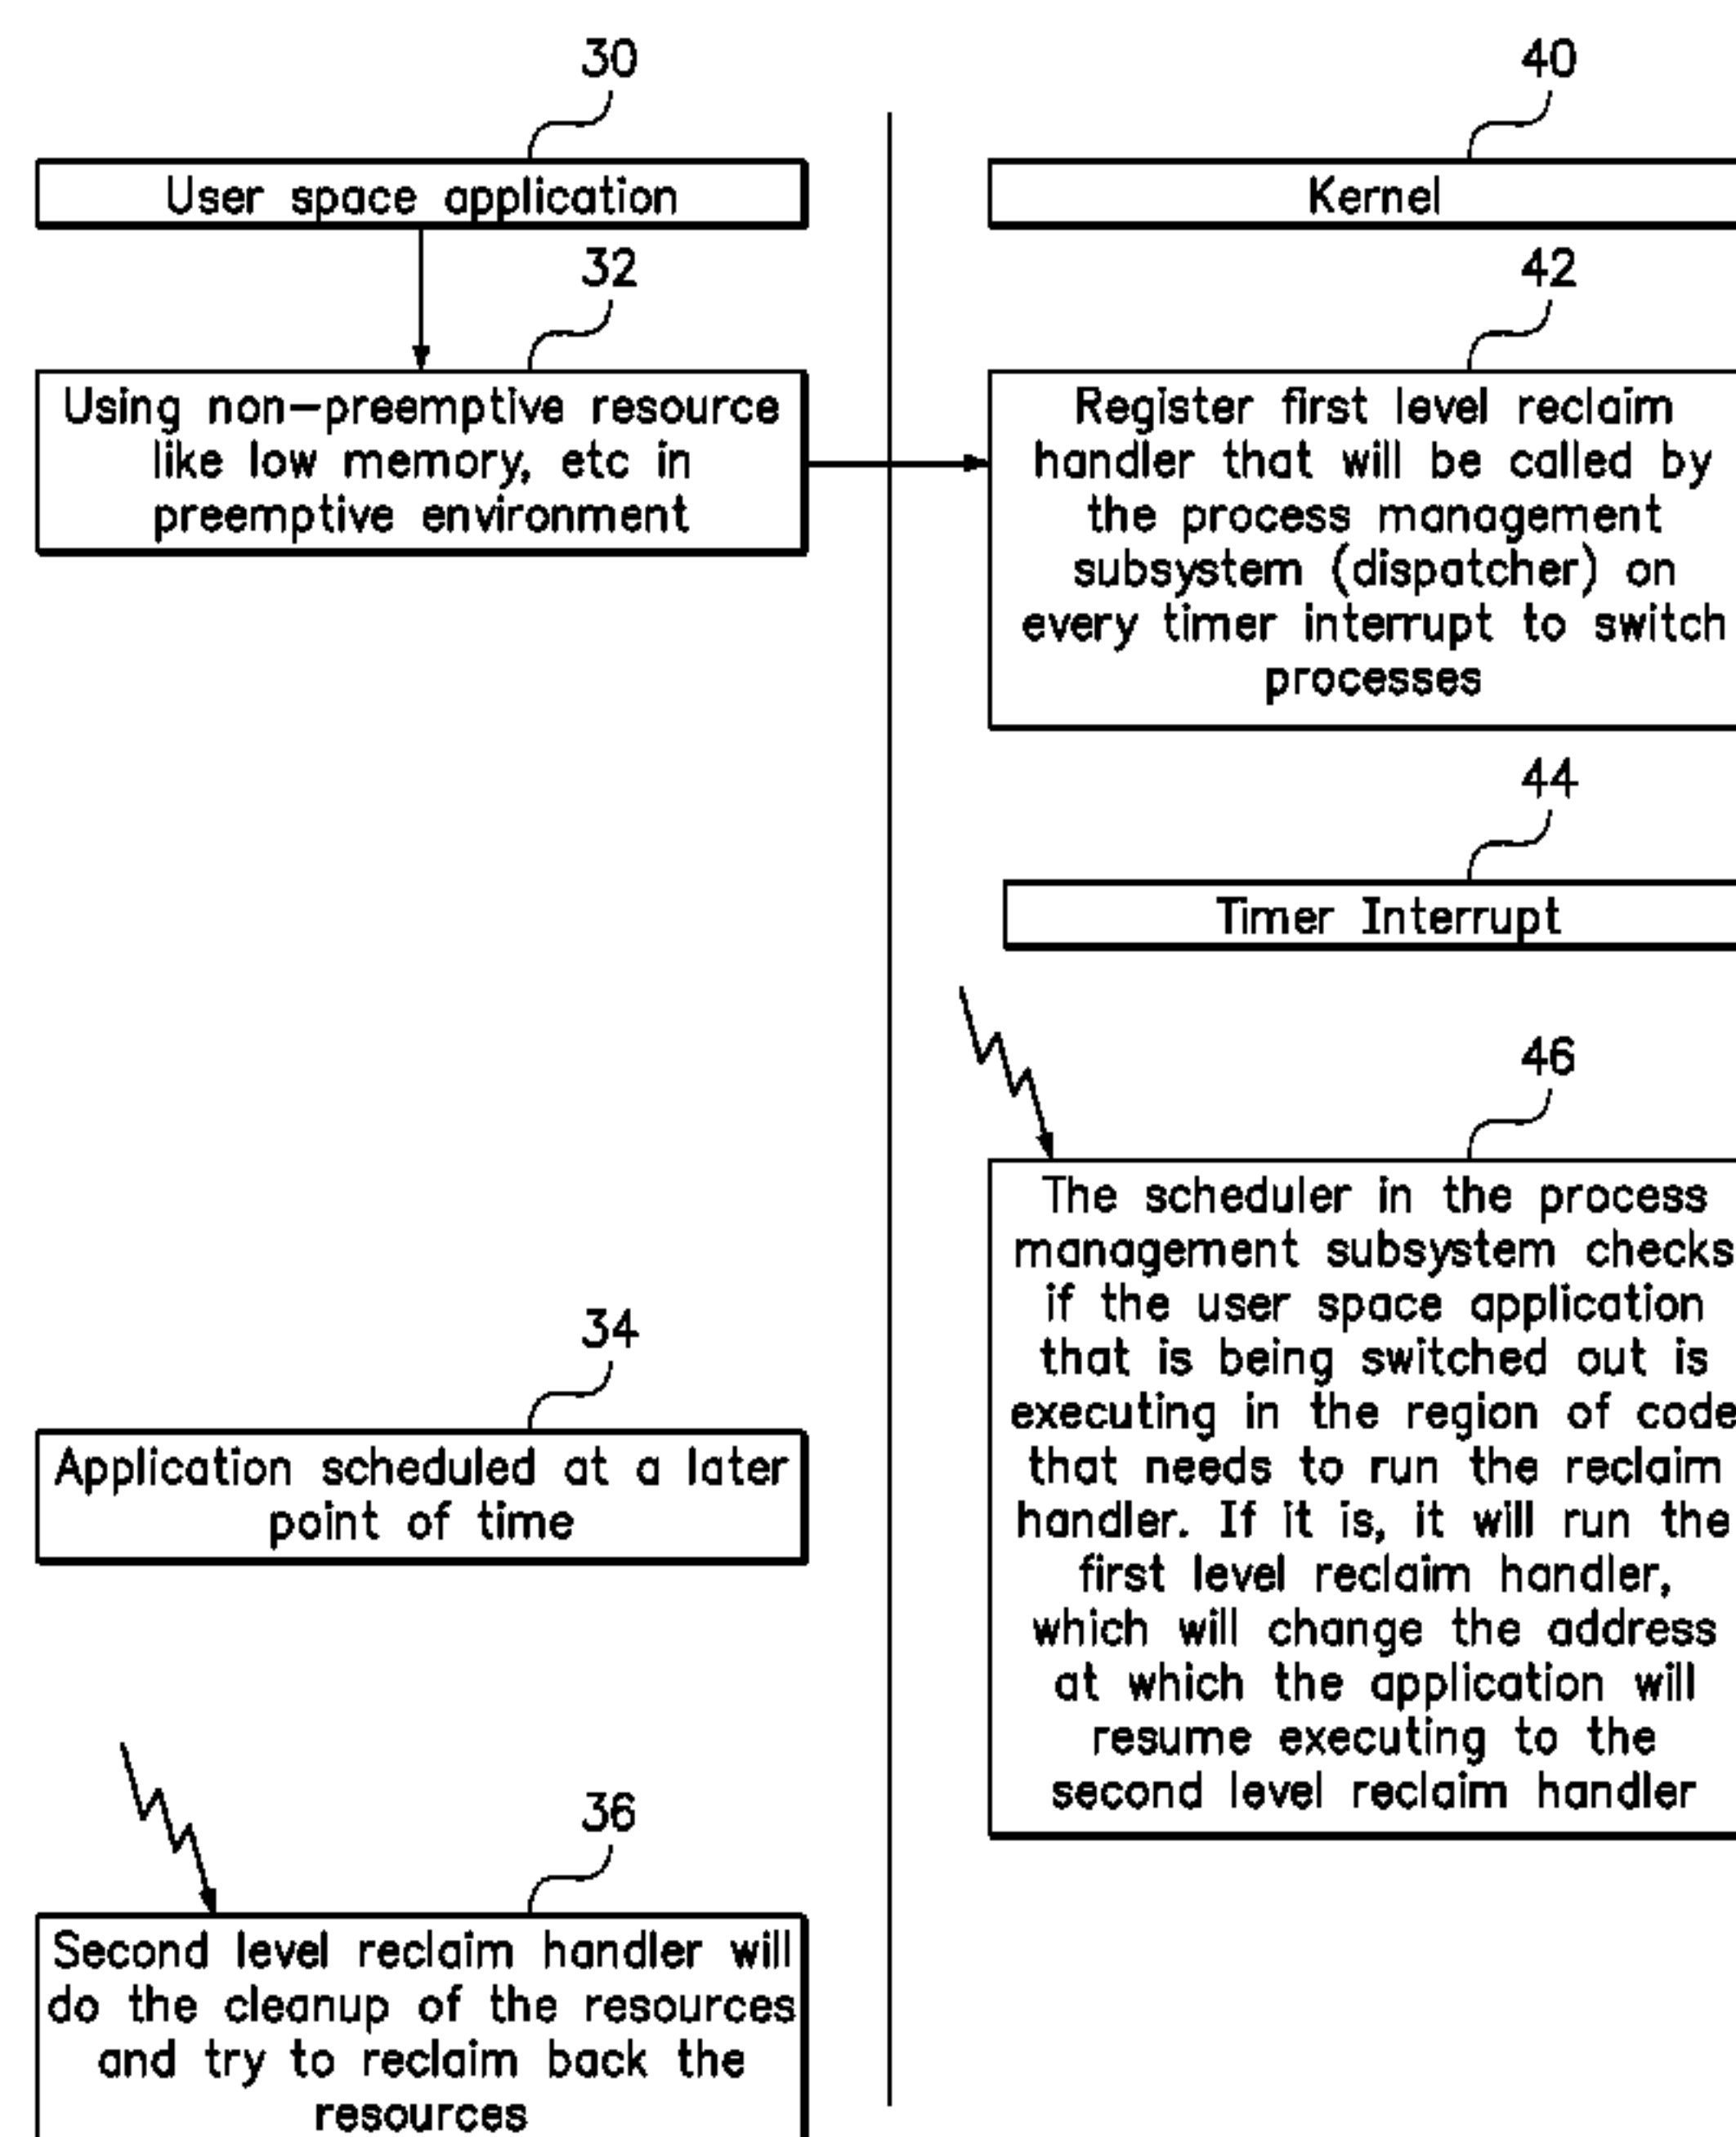 30
User space application
32
Using non-preemptive resource
like low memory, etc in
preemptive environment
34
Application scheduled at a later
point of time
36
Second level reclaim handler will
do the cleanup of the resources
and try to reclaim back the
resources
40
Kernel
42
Register first level reclaim
handler that will be called by
the process management
subsystem (dispatcher) on
every timer interrupt to switch
processes
44
Timer Interrupt
46
The scheduler in the process
management subsystem checks
if the user space application
that is being switched out is
executing in the region of code
that needs to run the reclaim
handler. If it is, it will run the
first level reclaim handler,
which will change the address
at which the application will
resume executing to the
second level reclaim handler